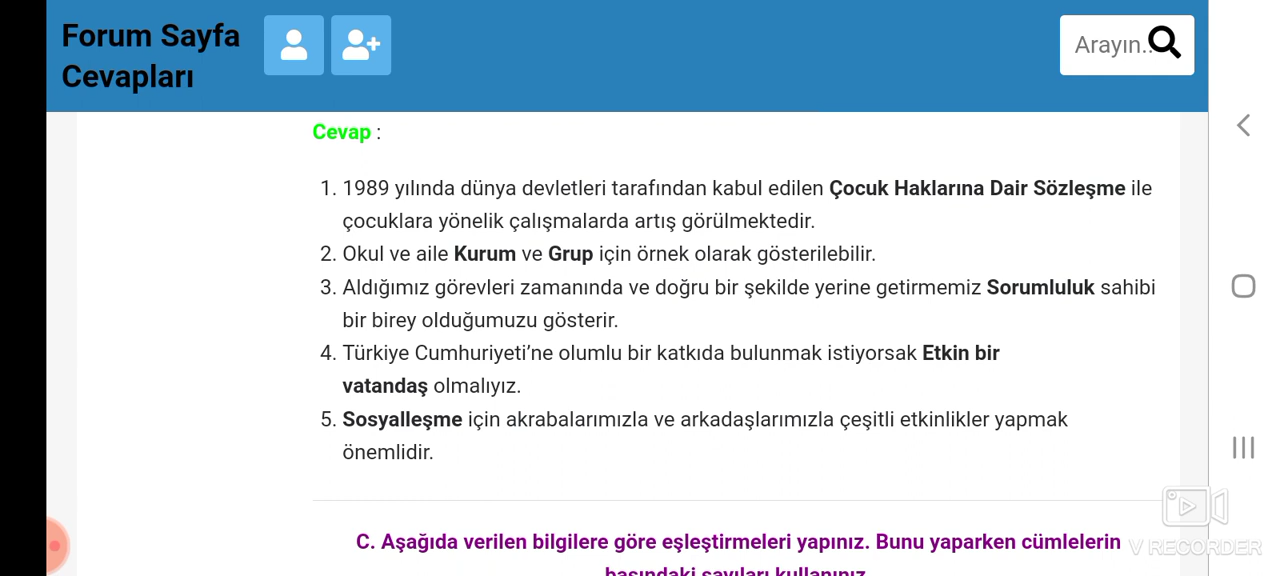 Forum Sayfa
Cevapları
Arayın..
Cevap :
1. 1989 yılında dünya devletleri tarafından kabul edilen Çocuk Haklarına Dair Sözleşme ile
çocuklara yönelik çalışmalarda artış görülmektedir.
2. Okul ve aile Kurum ve Grup için örnek olarak gösterilebilir.
3. Aldığımız görevleri zamanında ve doğru bir şekilde yerine getirmemiz Sorumluluk sahibi
bir birey olduğumuzu gösterir.
4. Türkiye Cumhuriyeti’ne olumlu bir katkıda bulunmak istiyorsak Etkin bir
vatandaş olmalıyız.
5. Sosyalleşme için akrabalarımızla ve arkadaşlarımızla çeşitli etkinlikler yapmak
önemlidir.
C. Aşağıda verilen bilgilere göre eşleştirmeleri yapınız. Bunu yaparken cümlelerin
başındaki sayıları kullanınız.
V RECORDER